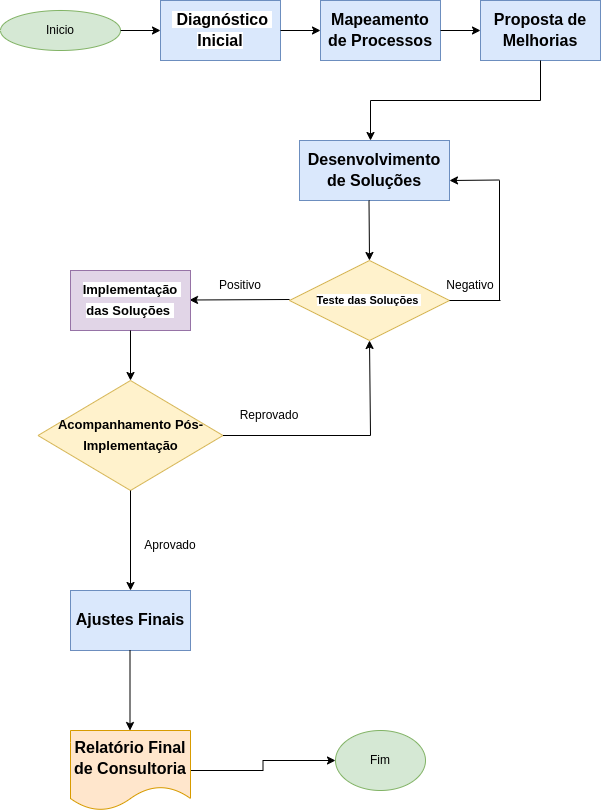 Inicio
Diagnóstico
Inicial
Mapeamento
de Processos
Proposta de
Melhorias
Desenvolvimento
de Soluções
Positivo
Negativo
Teste das Soluções
Implementação
das Soluções
Acompanhamento Pós-
Implementação
Reprovado
Aprovado
Ajustes Finais
Relatório Final
de Consultoria
Fim